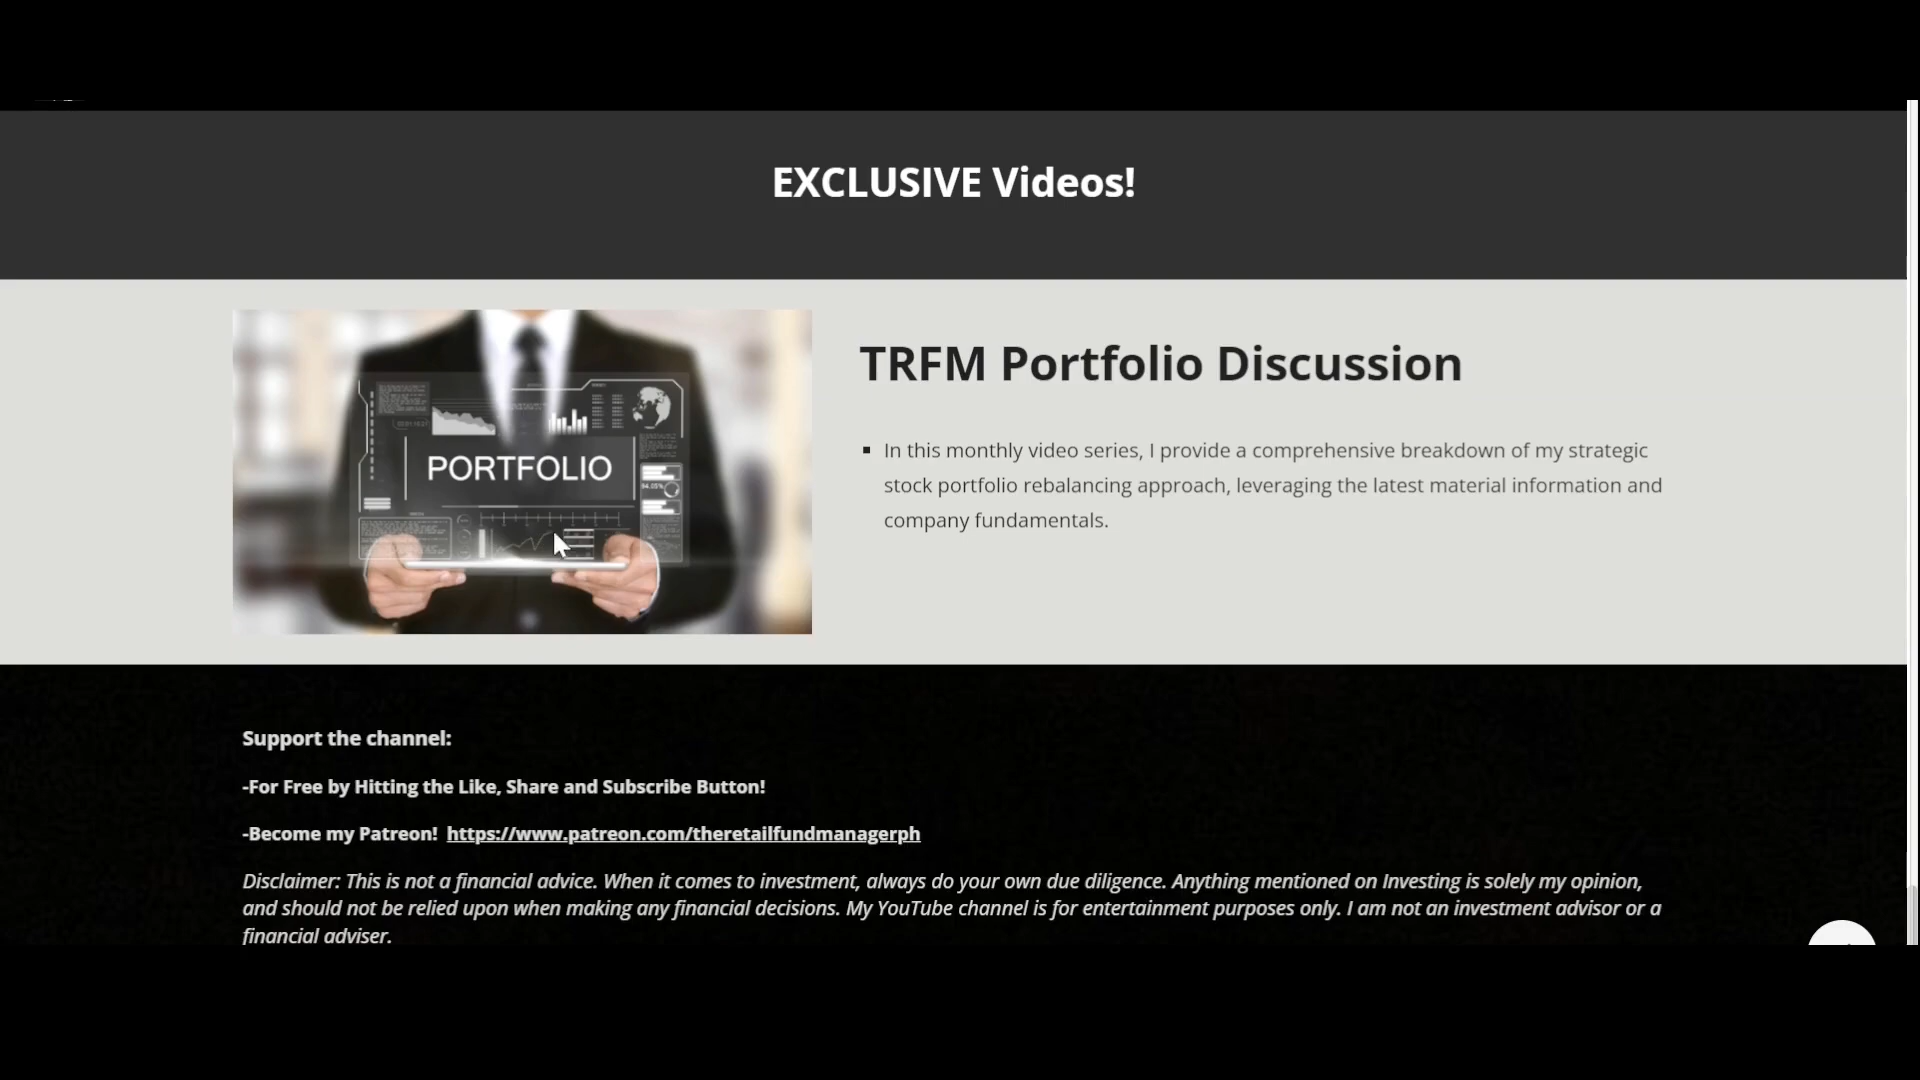 EXCLUSIVE Videos!
PORTFOLIO
TRFM Portfolio Discussion
▪ In this monthly video series, I provide a comprehensive breakdown of my strategic
stock portfolio rebalancing approach, leveraging the latest material information and
company fundamentals.
Support the channel:
-For Free by Hitting the Like, Share and Subscribe Button!
-Become my Patreon! https://www.patreon.com/theretailfundmanagerph
Disclaimer: This is not a financial advice. When it comes to investment, always do your own due diligence. Anything mentioned on Investing is solely my opinion,
and should not be relied upon when making any financial decisions. My YouTube channel is for entertainment purposes only. I am not an investment advisor or a
financial adviser.